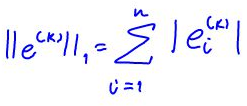 ||e^{(k)}||_1 = \sum_{i=1}^{n} |e_i^{(k)}|